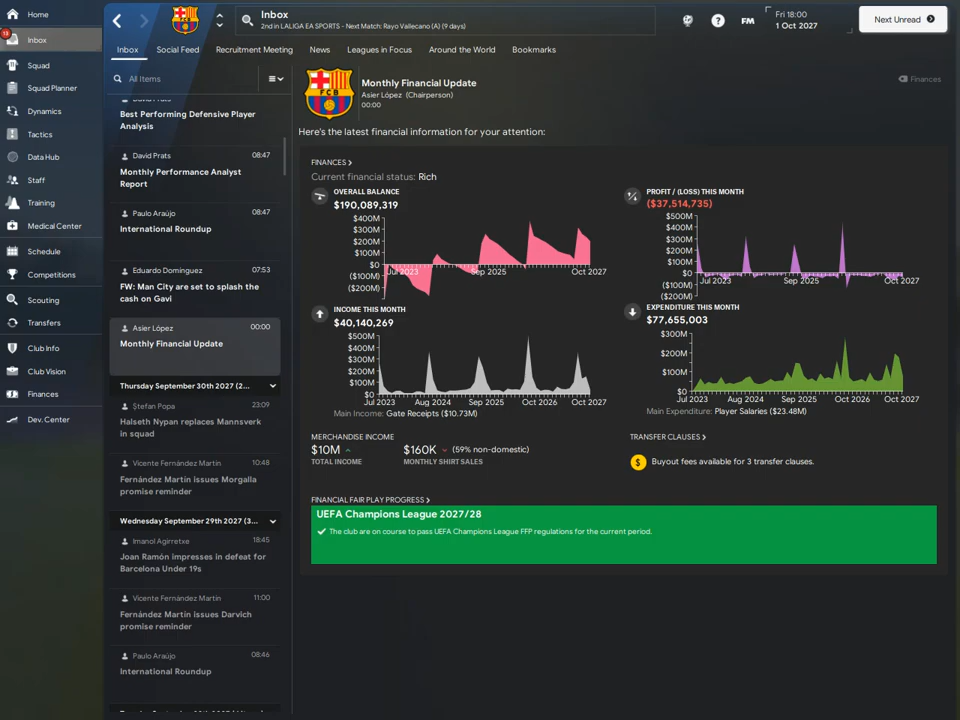 Home
Inbox
13
Squad
Squad Planner
Dynamics
Tactics
Data Hub
Staff
Training
Medical Center
Schedule
Competitions
Scouting
Transfers
Club Info
Club Vision
Finances
Dev. Center
Inbox
2nd in LALIGA EA SPORTS - Next Match: Rayo Vallecano (A) (9 days)
FM
Fri 18:00
1 Oct 2027
Next Unread
Inbox
Social Feed
Recruitment Meeting
News
Leagues in Focus
Around the World
Bookmarks
All Items
David Prats
Best Performing Defensive Player
Analysis
David Prats 08:47
Monthly Performance Analyst
Report
Paulo Araújo 08:47
International Roundup
Eduardo Domínguez 07:53
FW: Man City are set to splash the
cash on Gavi
Asier López 00:00
Monthly Financial Update
Thursday September 30th 2027 (2...
Ștefan Popa 23:09
Halseth Nypan replaces Mannsverk
in squad
Vicente Fernández Martín 10:48
Fernández Martín issues Morgalla
promise reminder
Wednesday September 29th 2027 (3...
Imanol Agirretxe 18:45
Joan Ramón impresses in defeat for
Barcelona Under 19s
Vicente Fernández Martín 11:00
Fernández Martín issues Darvich
promise reminder
Paulo Araújo 08:46
International Roundup
FCB
Monthly Financial Update
Asier López (Chairperson)
00:00
Finances
Here's the latest financial information for your attention:
FINANCES
Current financial status: Rich
OVERALL BALANCE
$190,089,319
$400M
$300M
$200M
$100M
$0
($100M)
($200M)
Jul 2023
Sep 2025
Oct 2027
PROFIT / (LOSS) THIS MONTH
($37,514,735)
$500M
$400M
$300M
$200M
$100M
$0
($100M)
($200M)
Jul 2023
Sep 2025
Oct 2027
INCOME THIS MONTH
$40,140,269
$500M
$400M
$300M
$200M
$100M
$0
Jul 2023
Aug 2024
Sep 2025
Oct 2026
Oct 2027
Main Income: Gate Receipts ($10.73M)
EXPENDITURE THIS MONTH
$77,655,003
$300M
$200M
$100M
$0
Jul 2023
Aug 2024
Sep 2025
Oct 2026
Oct 2027
Main Expenditure: Player Salaries ($23.48M)
MERCHANDISE INCOME
$10M
TOTAL INCOME
$160K (59% non-domestic)
MONTHLY SHIRT SALES
TRANSFER CLAUSES
Buyout fees available for 3 transfer clauses.
FINANCIAL FAIR PLAY PROGRESS
UEFA Champions League 2027/28
The club are on course to pass UEFA Champions League FFP regulations for the current period.